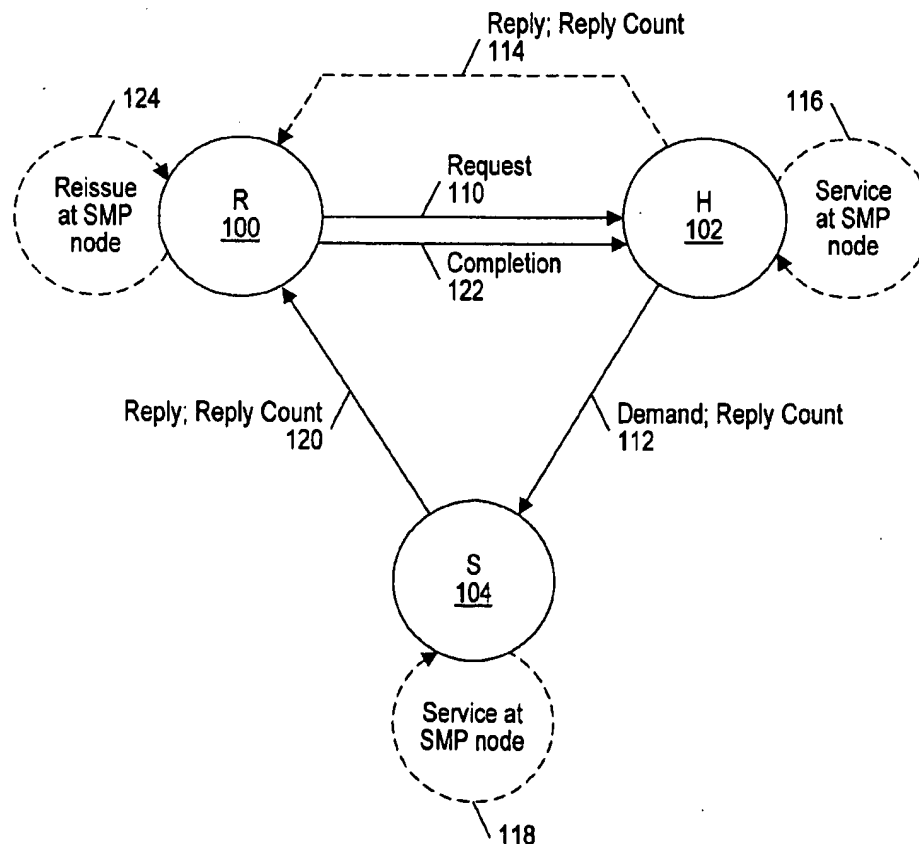 Reply; Reply Count
114
124
116
Reissue
at SMP
node
R
100
Request
110
H
102
Service
at SMP
node
Completion
122
Reply; Reply Count
120
Demand; Reply Count
112
S
104
Service at
SMP node
118